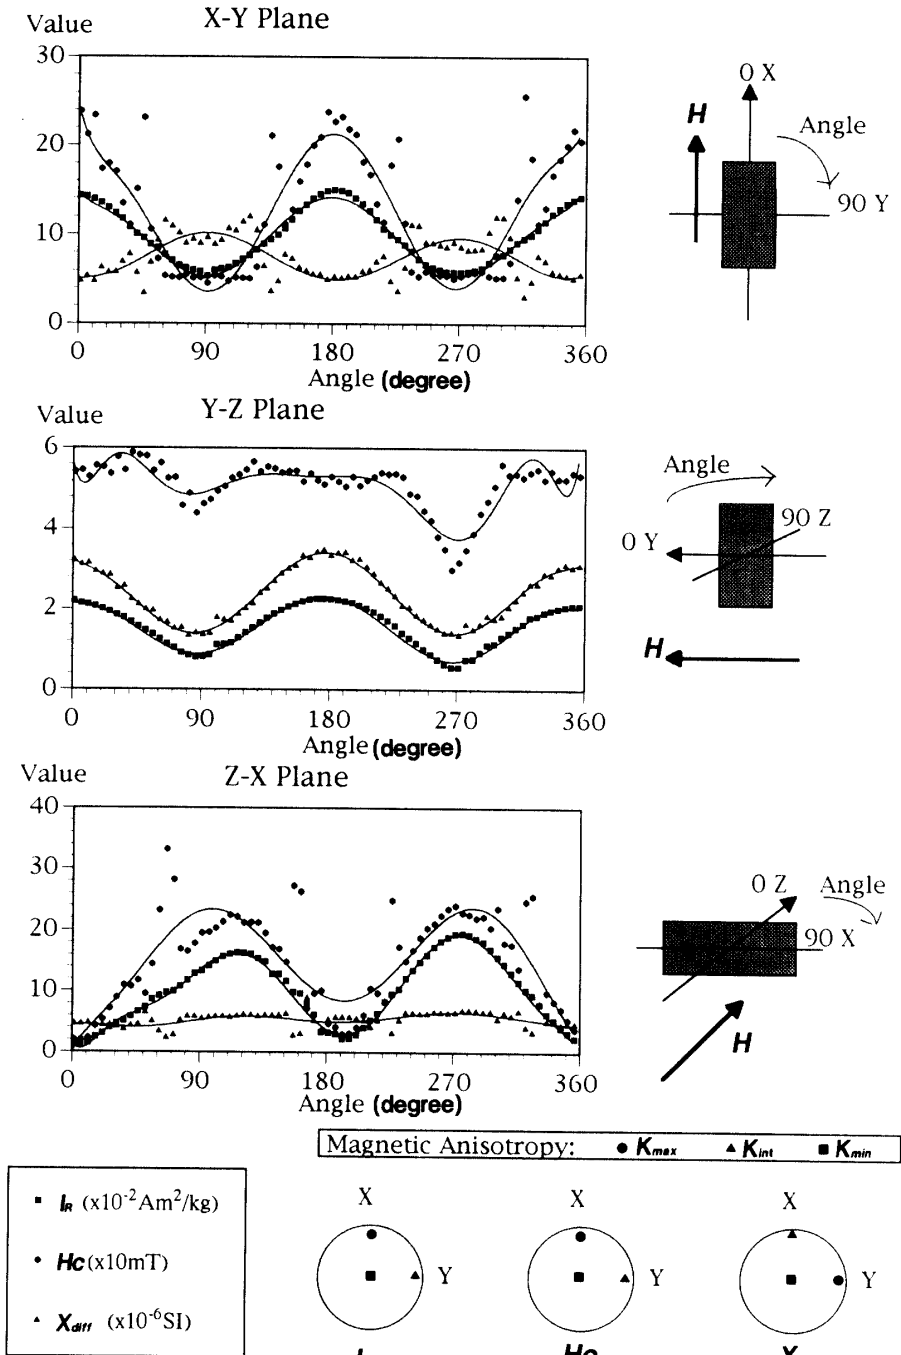 X-Y Plane
Value
30
20
10
0
0 90 180 270 360
Angle (degree)
0 X
H
Angle
90 Y
Y-Z Plane
Value
6
4
2
0
0 90 180 270 360
Angle (degree)
Angle
90 Z
0 Y
H
Z-X Plane
Value
40
30
20
10
0
0 90 180 270 360
Angle (degree)
0 Z Angle
90 X
H
Magnetic Anisotropy: ● Kmax ▲ Kint ■ Kmin
■ IR (x10-2Am2/kg)
● Hc (x10mT)
▲ Xdiff (x10-6SI)
X X X
Y Y Y
Hc